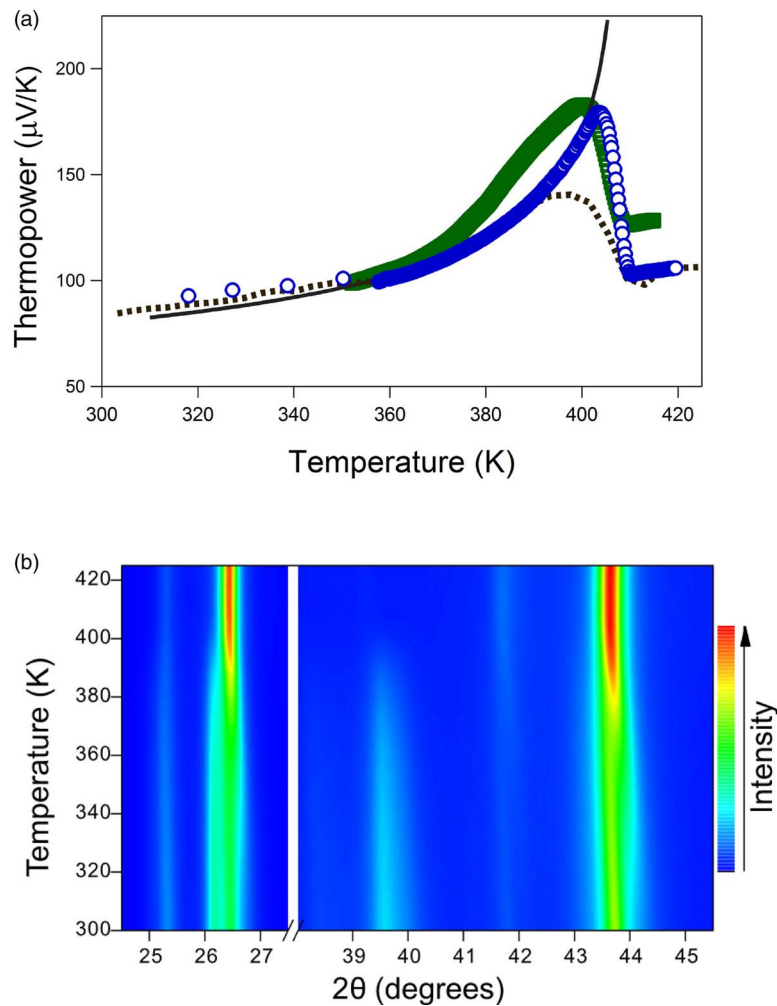 (a)
Thermopower (μV/K)
200
150
100
50
300 320 340 360 380 400 420
Temperature (K)
(b)
Temperature (K)
420
400
380
360
340
320
300
25 26 27 39 40 41 42 43 44 45
2θ (degrees)
Intensity